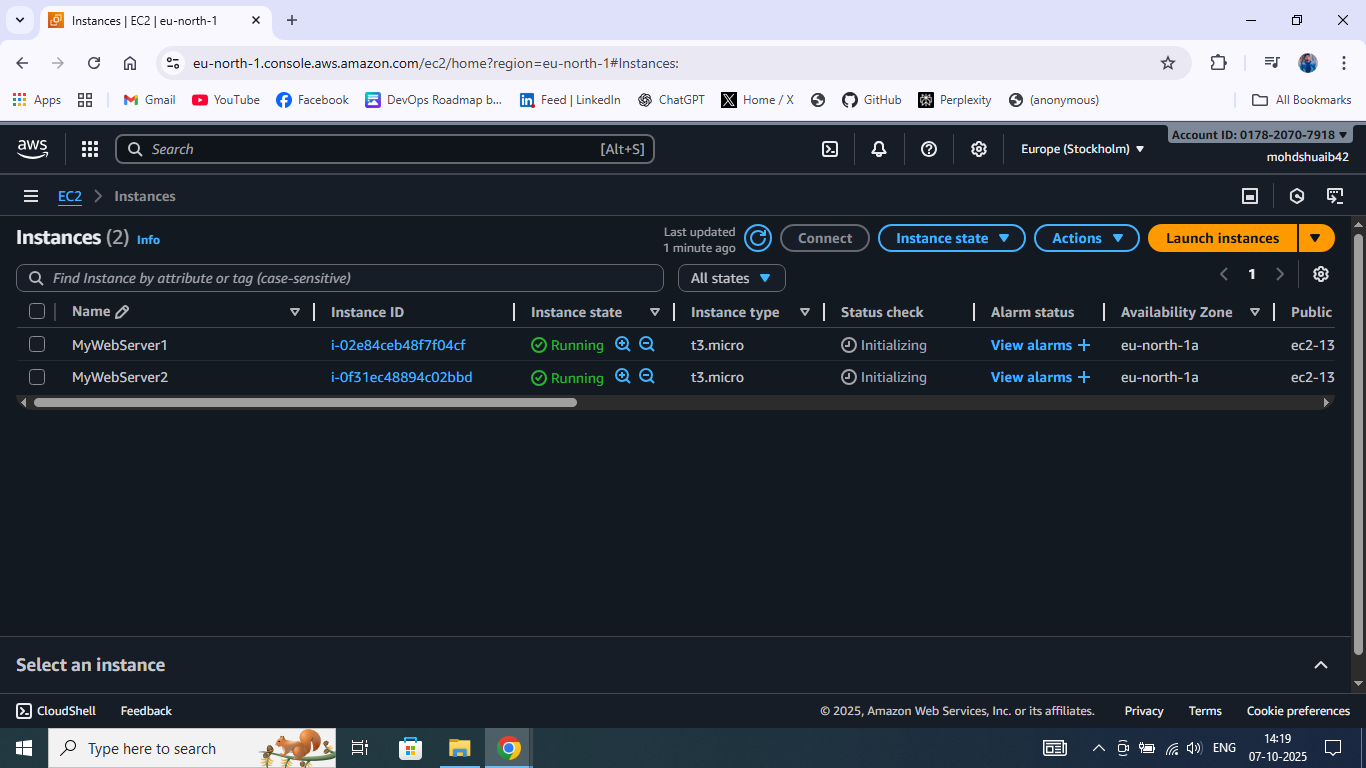 Instances | EC2 | eu-north-1
eu-north-1.console.aws.amazon.com/ec2/home?region=eu-north-1#Instances:
Apps Gmail YouTube Facebook DevOps Roadmap b... Feed | LinkedIn ChatGPT Home / X GitHub Perplexity (anonymous) All Bookmarks
aws Search [Alt+S] Europe (Stockholm) Account ID: 0178-2070-7918
mohdshuaib42
EC2 Instances
Instances (2) Info Last updated 1 minute ago Connect Instance state Actions Launch instances
Find Instance by attribute or tag (case-sensitive) All states 1
Name Instance ID Instance state Instance type Status check Alarm status Availability Zone Public
MyWebServer1 i-02e84ceb48f7f04cf Running t3.micro Initializing View alarms + eu-north-1a ec2-13
MyWebServer2 i-0f31ec48894c02bbd Running t3.micro Initializing View alarms + eu-north-1a ec2-13
Select an instance
CloudShell Feedback © 2025, Amazon Web Services, Inc. or its affiliates. Privacy Terms Cookie preferences
Type here to search ENG 14:19
07-10-2025